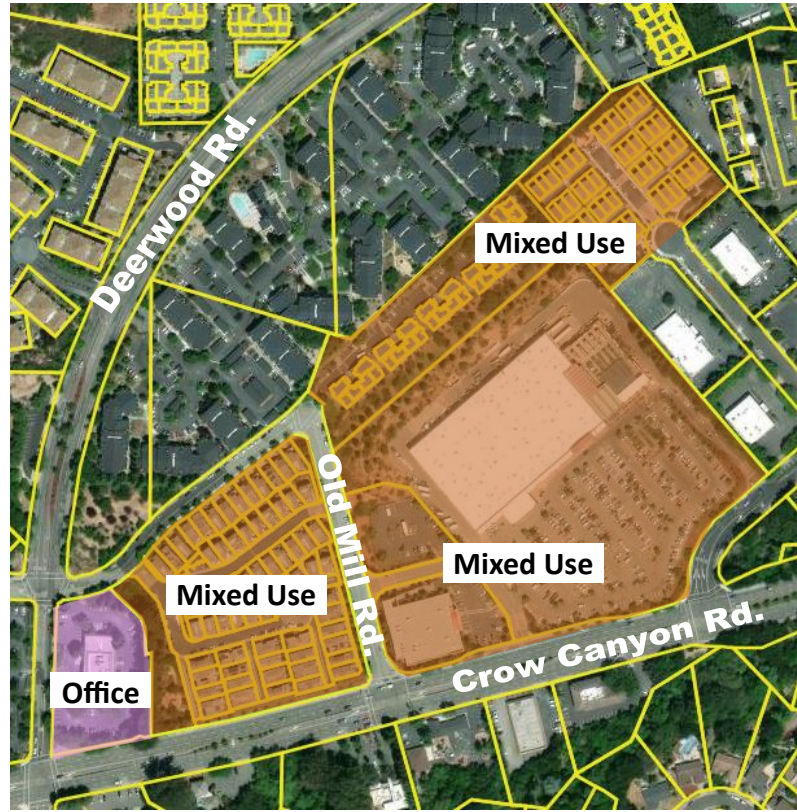 Deerwood Rd.
Mixed Use
Old Mill Rd.
Mixed Use
Mixed Use
Crow Canyon Rd.
Office